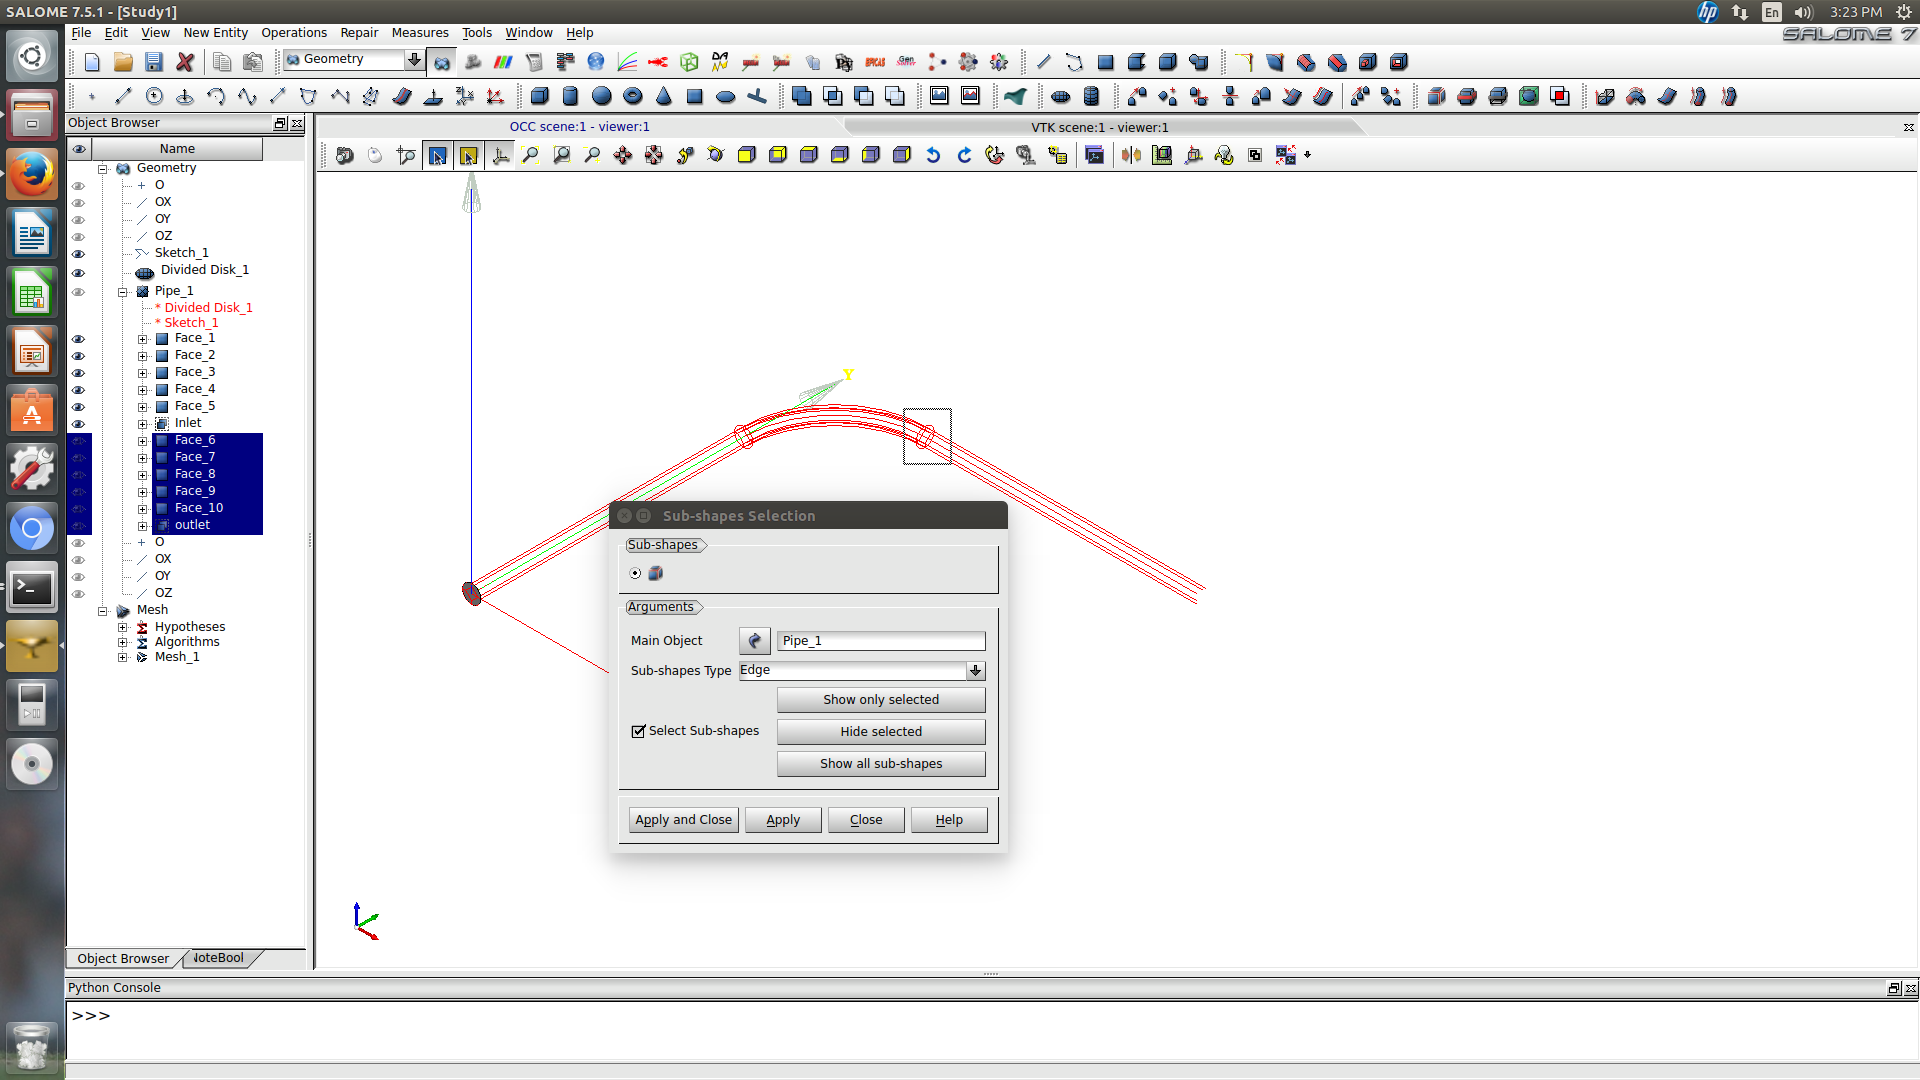 SALOME 7.5.1 - [Study1]
En
3:23 PM
File Edit View New Entity Operations Repair Measures Tools Window Help
SALOME 7
Geometry
Object Browser
OCC scene:1 - viewer:1
VTK scene:1 - viewer:1
Name
Geometry
O
OX
OY
OZ
Sketch_1
Divided Disk_1
Pipe_1
* Divided Disk_1
* Sketch_1
Face_1
Face_2
Face_3
Face_4
Face_5
Inlet
Face_6
Face_7
Face_8
Face_9
Face_10
outlet
O
OX
OY
OZ
Mesh
Hypotheses
Algorithms
Mesh_1
Y
Sub-shapes Selection
Sub-shapes
Arguments
Main Object
Pipe_1
Sub-shapes Type
Edge
Show only selected
Select Sub-shapes
Hide selected
Show all sub-shapes
Apply and Close
Apply
Close
Help
Object Browser
NoteBool
Python Console
>>>